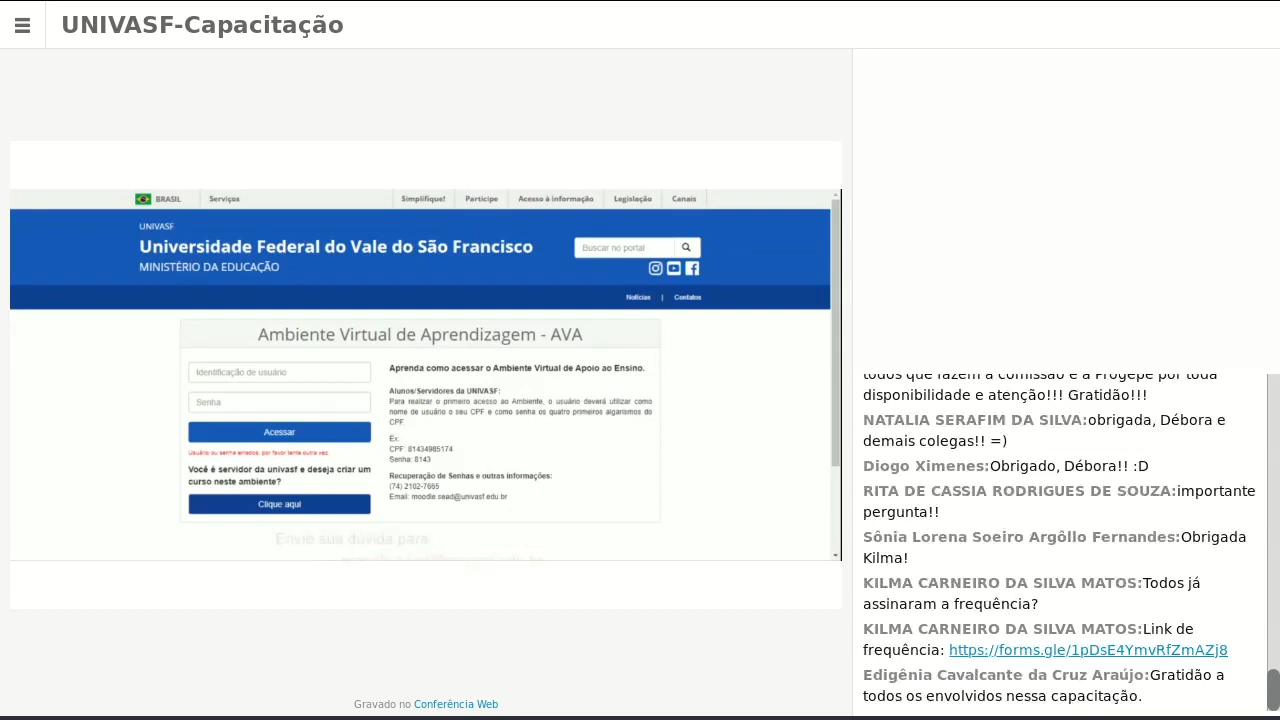 UNIVASF-Capacitação
BRASIL
Serviços
Simplifique!
Participe
Acesso à informação
Legislação
Canais
UNIVASF
Universidade Federal do Vale do São Francisco
MINISTÉRIO DA EDUCAÇÃO
Buscar no portal
Notícias | Contatos
Ambiente Virtual de Aprendizagem - AVA
Identificação de usuário
Senha
Acessar
Usuário ou senha errados, por favor tente outra vez.
Você é servidor da univasf e deseja criar um
curso neste ambiente?
Clique aqui
Aprenda como acessar o Ambiente Virtual de Apoio ao Ensino.
Alunos/Servidores da UNIVASF:
Para realizar o primeiro acesso ao Ambiente, o usuário deverá utilizar como
nome de usuário o seu CPF e como senha os quatro primeiros algarismos do
CPF.
Ex:
CPF: 81434985174
Senha: 8143
Recuperação de Senhas e outras informações:
(74) 2102-7665
Email: moodle.sead@univasf.edu.br
Envie sua dúvida para
Gravado no Conferência Web
todos que fazem a comissão e a Progepe por toda
disponibilidade e atenção!!! Gratidão!!!
NATALIA SERAFIM DA SILVA:obrigada, Débora e
demais colegas!! =)
Diogo Ximenes:Obrigado, Débora!! :D
RITA DE CASSIA RODRIGUES DE SOUZA:importante
pergunta!!
Sônia Lorena Soeiro Argôllo Fernandes:Obrigada
Kilma!
KILMA CARNEIRO DA SILVA MATOS:Todos já
assinaram a frequência?
KILMA CARNEIRO DA SILVA MATOS:Link de
frequência: https://forms.gle/1pDsE4YmvRfZmAZj8
Edigênia Cavalcante da Cruz Araújo:Gratidão a
todos os envolvidos nessa capacitação.